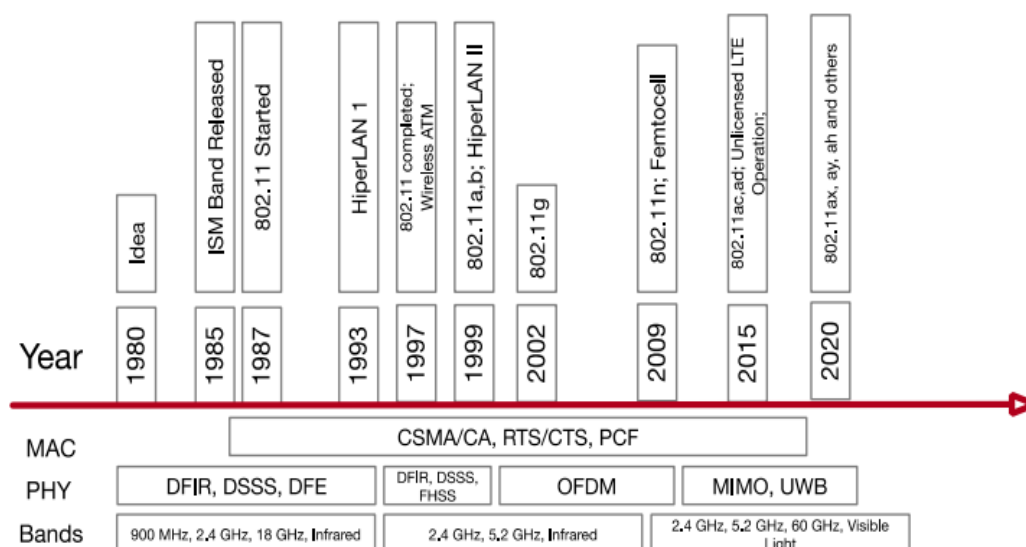 Idea
ISM Band Released
802.11 Started
HiperLAN 1
802.11 completed;
Wireless ATM
802.11a,b; HiperLAN II
802.11g
802.11n; Femtocell
802.11ac,ad; Unlicensed LTE
Operation;
802.11ax, ay, ah and others
Year
1980
1985
1987
1993
1997
1999
2002
2009
2015
2020
MAC
CSMA/CA, RTS/CTS, PCF
PHY
DFIR, DSSS, DFE
DFIR, DSSS,
FHSS
OFDM
MIMO, UWB
Bands
900 MHz, 2.4 GHz, 18 GHz, Infrared
2.4 GHz, 5.2 GHz, Infrared
2.4 GHz, 5.2 GHz, 60 GHz, Visible
Light